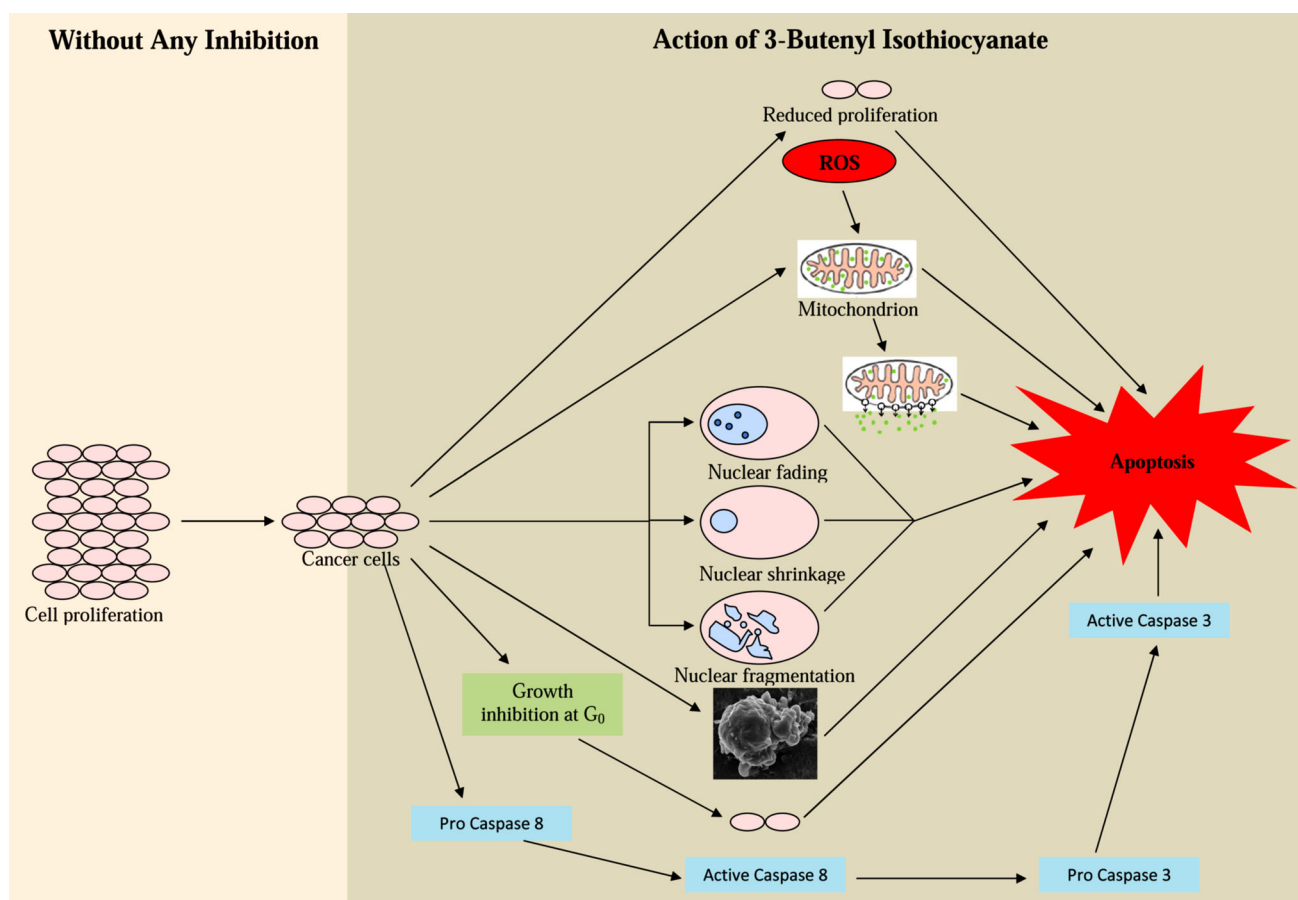 Without Any Inhibition
Action of 3-Butenyl Isothiocyanate
Reduced proliferation
ROS
Mitochondrion
Nuclear fading
Apoptosis
Nuclear shrinkage
Cancer cells
Cell proliferation
Active Caspase 3
Nuclear fragmentation
Growth
inhibition at G₀
Pro Caspase 8
Active Caspase 8
Pro Caspase 3